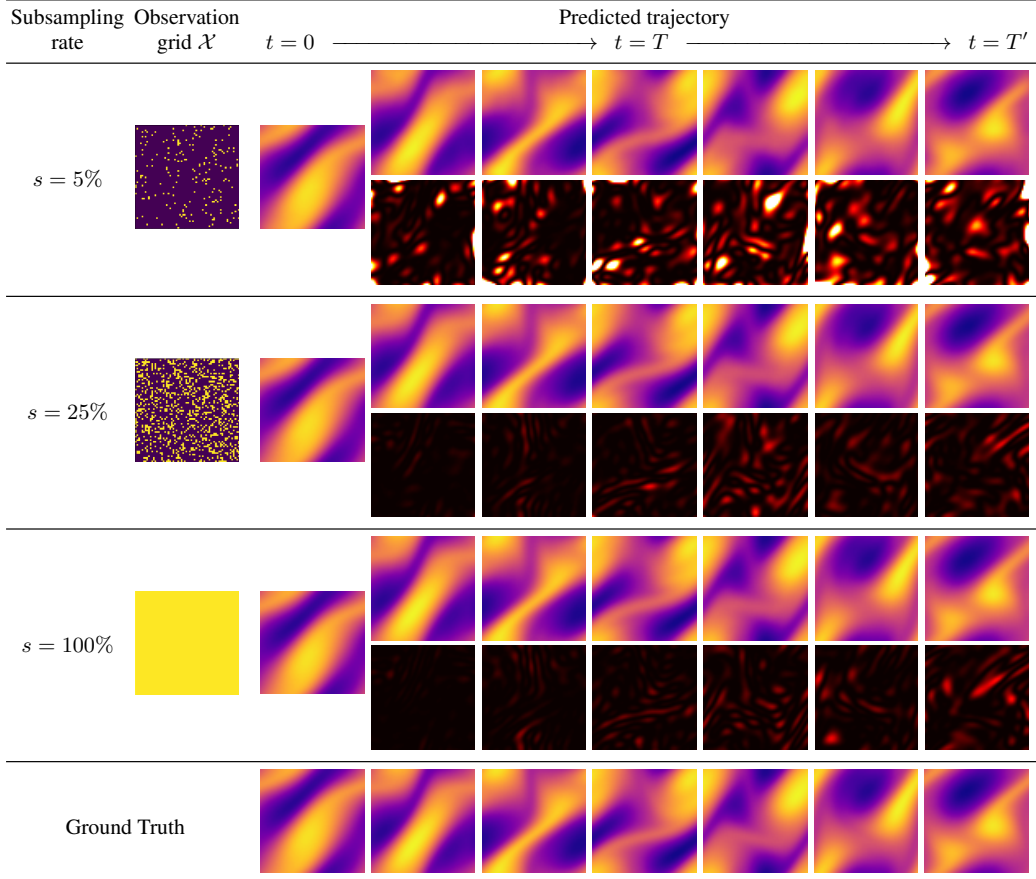 Subsampling rate
Observation grid 𝒳
Predicted trajectory
t = 0 ⟶ t = T ⟶ t = T′
s = 5%
s = 25%
s = 100%
Ground Truth